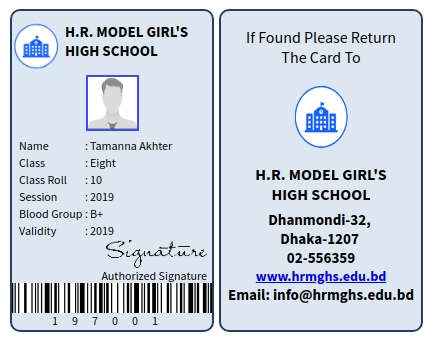 H.R. MODEL GIRL'S
HIGH SCHOOL
Name : Tamanna Akhter
Class : Eight
Class Roll : 10
Session : 2019
Blood Group : B+
Validity : 2019
Signature
Authorized Signature
1 9 7 0 0 1
If Found Please Return
The Card To
H.R. MODEL GIRL'S
HIGH SCHOOL
Dhanmondi-32,
Dhaka-1207
02-556359
www.hrmghs.edu.bd
Email: info@hrmghs.edu.bd